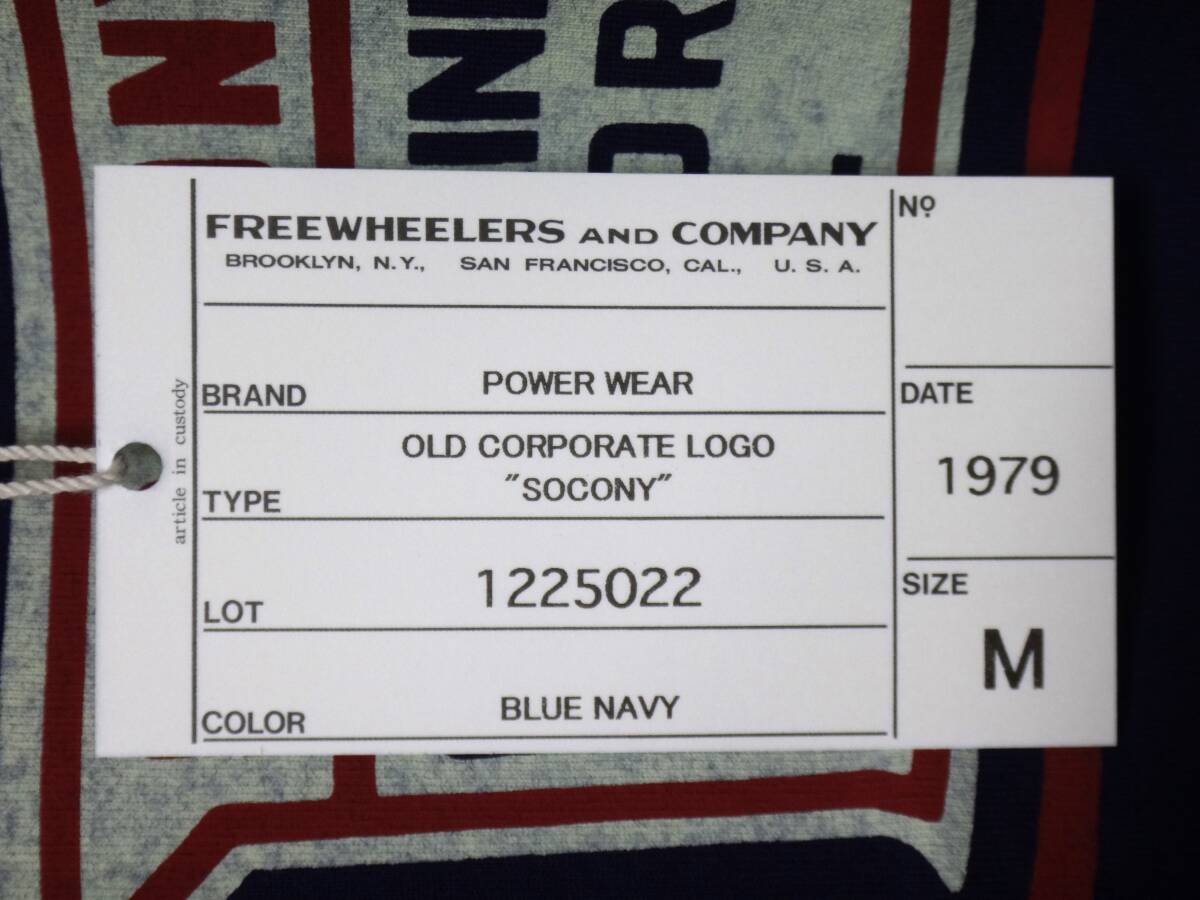 FREEWHEELERS AND COMPANY
BROOKLYN, N.Y., SAN FRANCISCO, CAL., U. S. A.
BRAND POWER WEAR
TYPE OLD CORPORATE LOGO
"SOCONY"
LOT 1225022
COLOR BLUE NAVY
Nº
DATE
1979
SIZE
M
article in custody